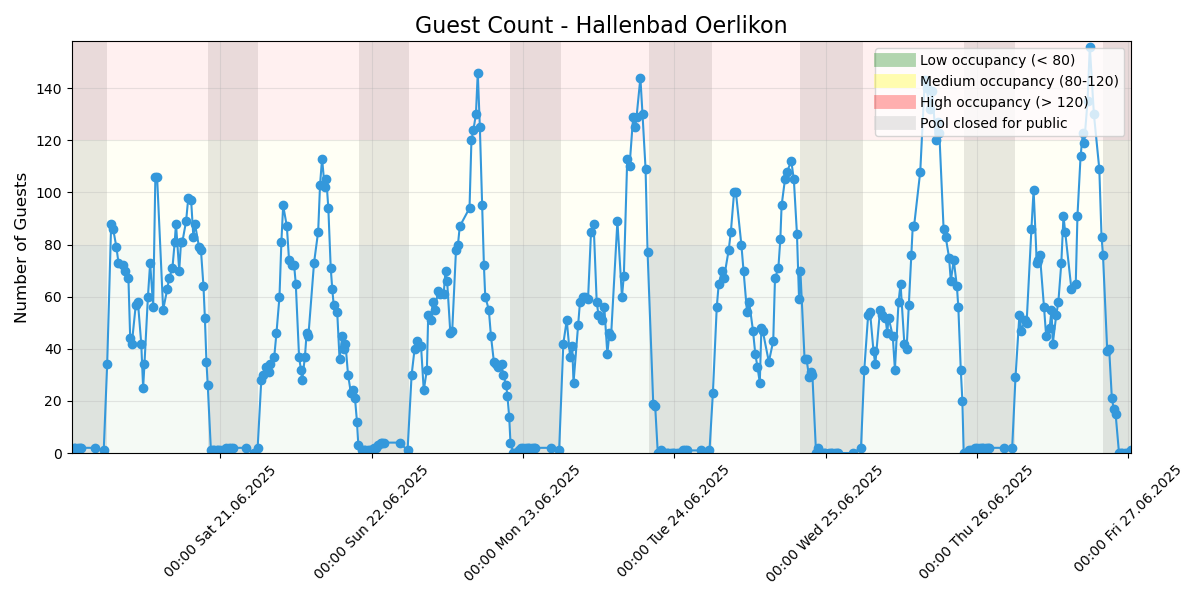 Guest Count - Hallenbad Oerlikon
Low occupancy (< 80)
Medium occupancy (80-120)
High occupancy (> 120)
Pool closed for public
Number of Guests
140
120
100
80
60
40
20
0
00:00 Sat 21.06.2025
00:00 Sun 22.06.2025
00:00 Mon 23.06.2025
00:00 Tue 24.06.2025
00:00 Wed 25.06.2025
00:00 Thu 26.06.2025
00:00 Fri 27.06.2025